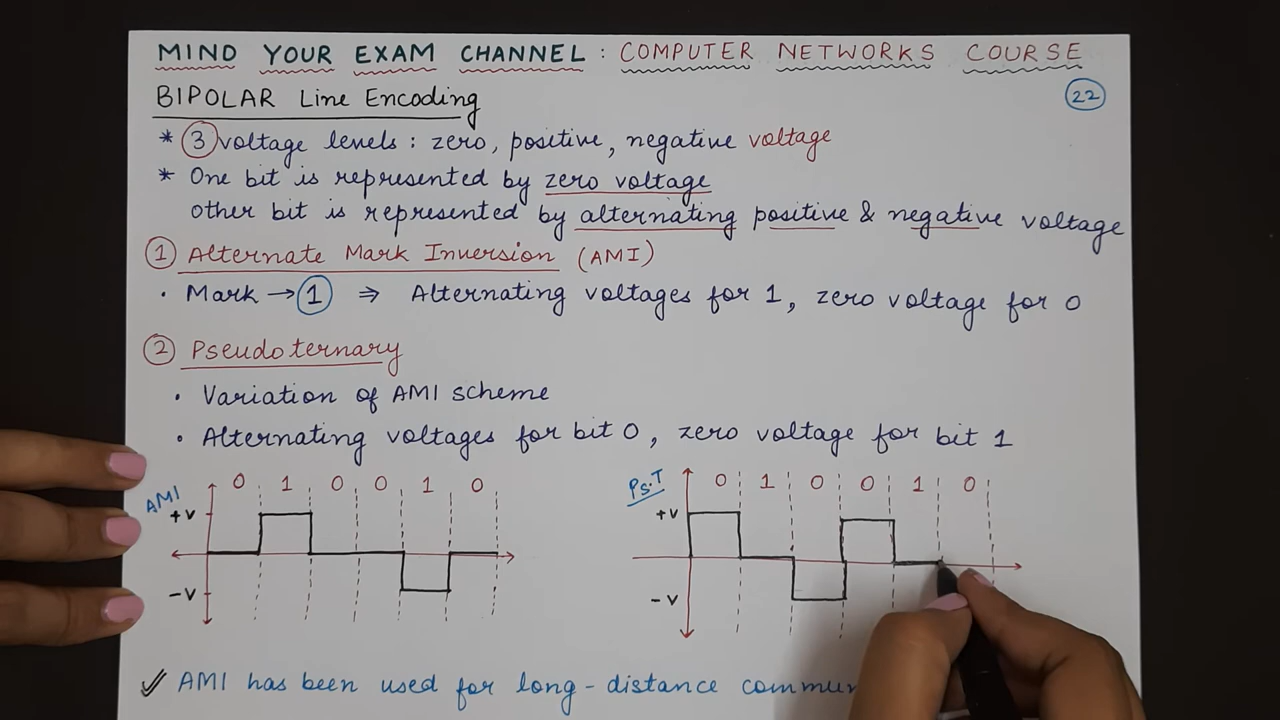 MIND YOUR EXAM CHANNEL : COMPUTER NETWORKS COURSE
BIPOLAR Line Encoding
22
* 3 voltage levels : zero, positive, negative voltage
* One bit is represented by zero voltage
other bit is represented by alternating positive & negative voltage
① Alternate Mark Inversion (AMI)
· Mark → 1 ⇒ Alternating voltages for 1, zero voltage for 0
② Pseudoternary
· Variation of AMI scheme
· Alternating voltages for bit 0, zero voltage for bit 1
AMI
0 1 0 0 1 0
+V
-V
Ps.T
0 1 0 0 1 0
+V
-V
✓ AMI has been used for long-distance